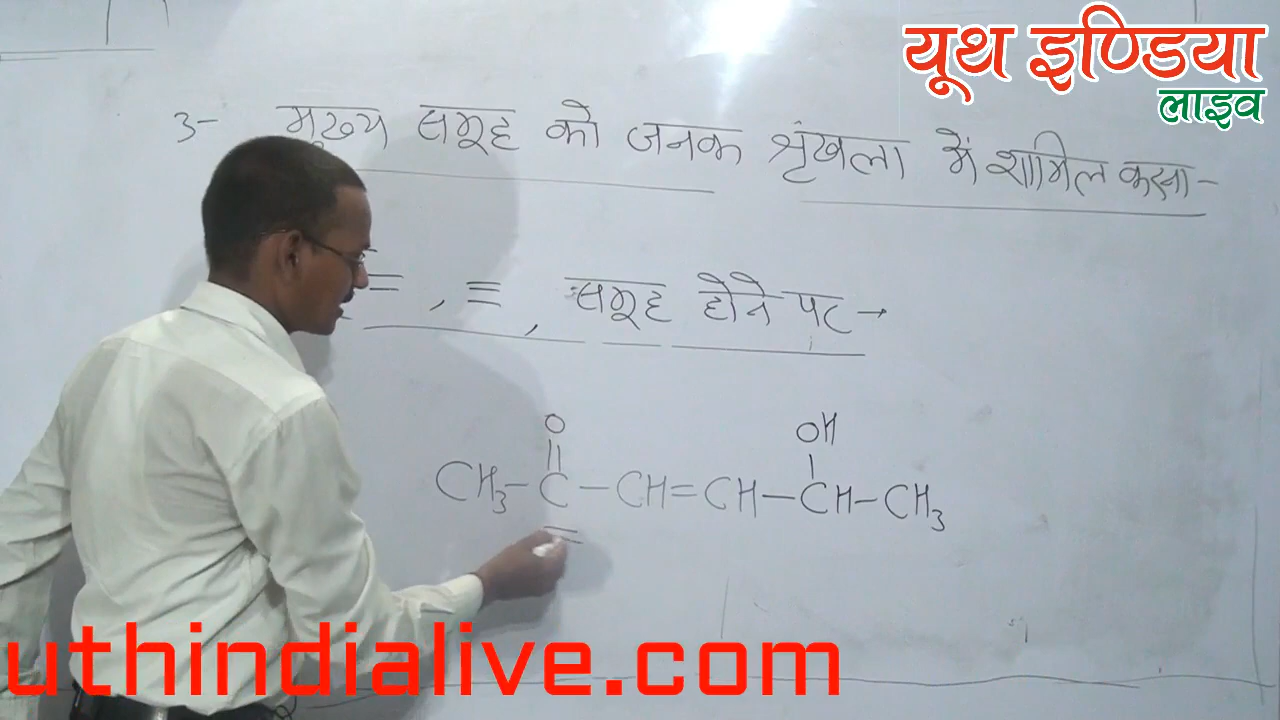 यूथ इण्डिया
लाइव
3- मुख्य समूह को जनक श्रृंखला में शामिल करना-
=, ≡, समूह होने पर →
O
OH
CH₃-C-CH=CH-CH-CH₃
uthindialive.com